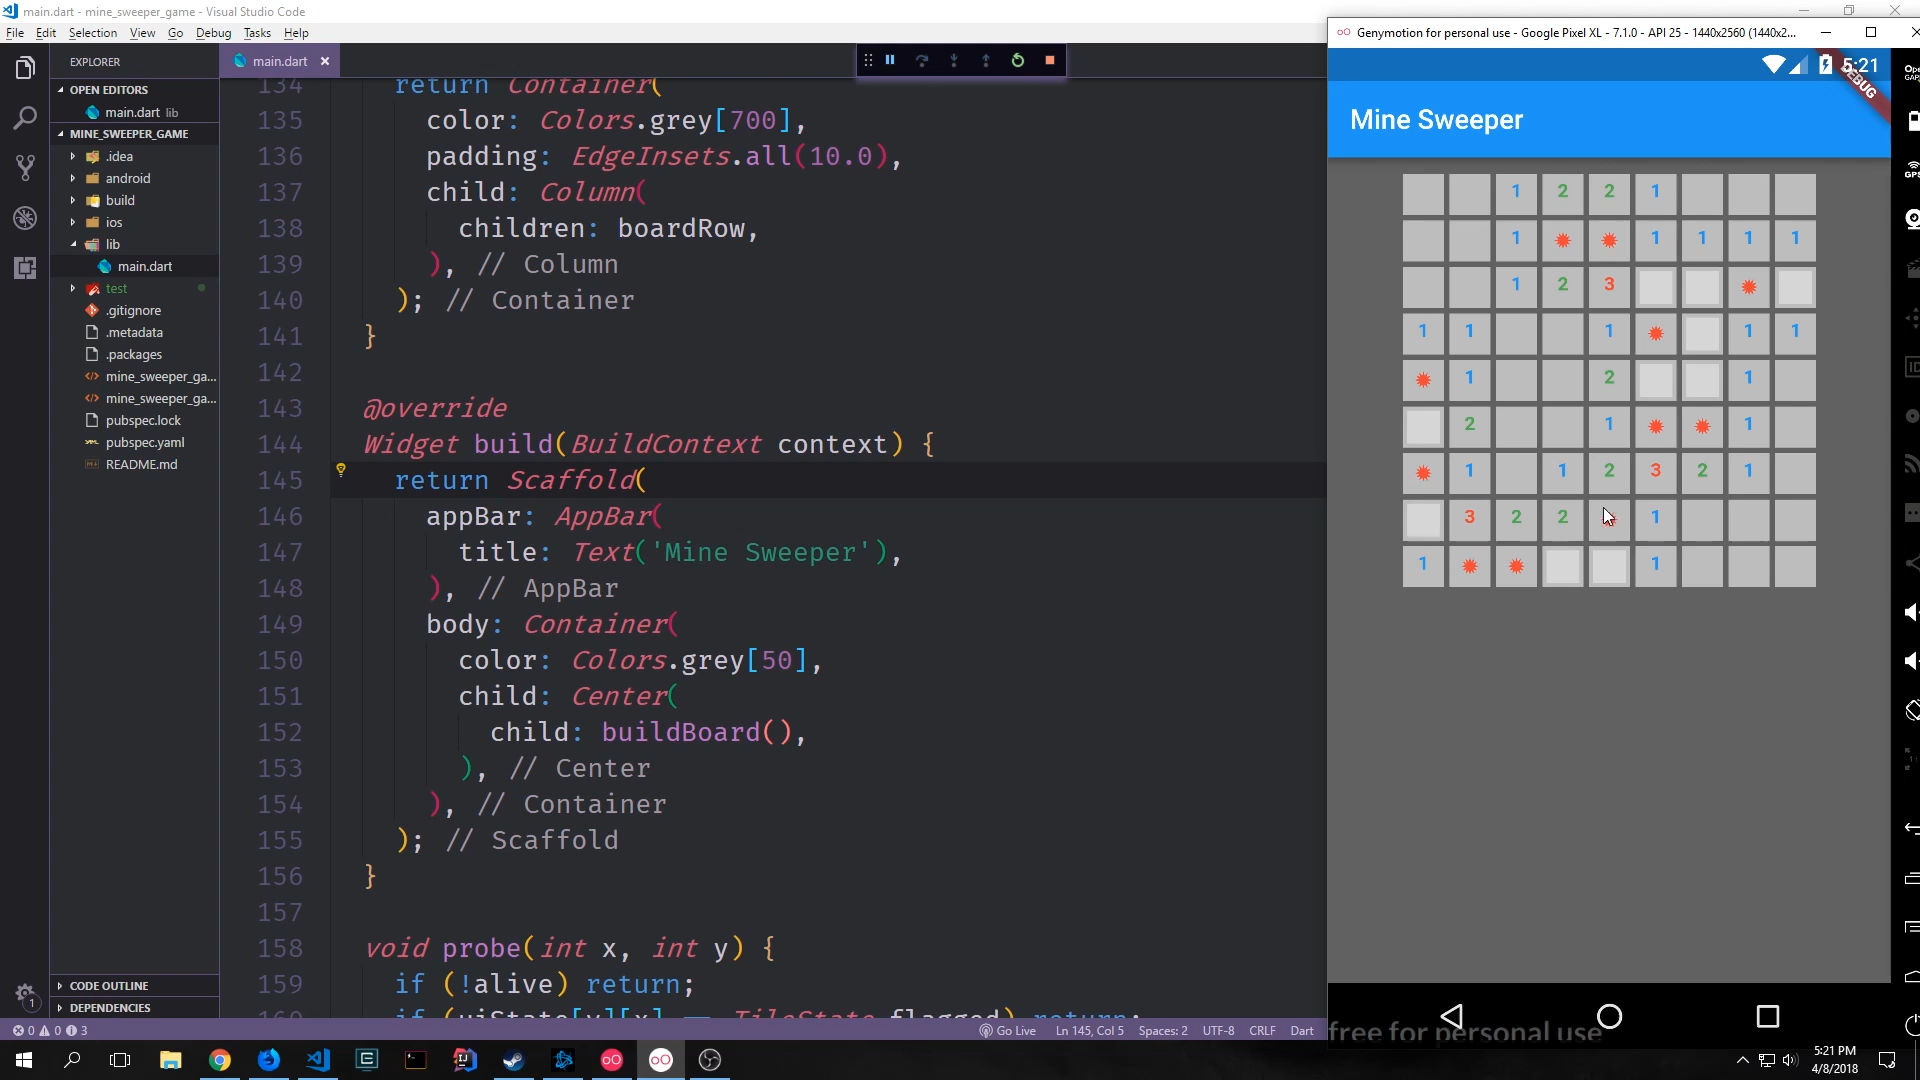 main.dart - mine_sweeper_game - Visual Studio Code
File Edit Selection View Go Debug Tasks Help
EXPLORER
OPEN EDITORS
main.dart lib
MINE_SWEEPER_GAME
.idea
android
build
ios
lib
main.dart
test
.gitignore
.metadata
.packages
mine_sweeper_ga...
mine_sweeper_ga...
pubspec.lock
pubspec.yaml
README.md
CODE OUTLINE
DEPENDENCIES
main.dart
134 return Container(
135 color: Colors.grey[700],
136 padding: EdgeInsets.all(10.0),
137 child: Column(
138 children: boardRow,
139 ), // Column
140 ); // Container
141 }
142
143 @override
144 Widget build(BuildContext context) {
145 return Scaffold(
146 appBar: AppBar(
147 title: Text('Mine Sweeper'),
148 ), // AppBar
149 body: Container(
150 color: Colors.grey[50],
151 child: Center(
152 child: buildBoard(),
153 ), // Center
154 ), // Container
155 ); // Scaffold
156 }
157
158 void probe(int x, int y) {
159 if (!alive) return;
160 if (uiState[y][x] == TileState.flagged) return;
0 0 3
Go Live Ln 145, Col 5 Spaces: 2 UTF-8 CRLF Dart
Genymotion for personal use - Google Pixel XL - 7.1.0 - API 25 - 1440x2560 (1440x2...
5:21
DEBUG
Mine Sweeper
1 2 2 1
1 1 1 1 1
1 2 3
1 1 1 1 1
1 2 1
2 1 1
1 1 2 3 2 1
3 2 2 1
1 1
free for personal use
GPS
ID
5:21 PM
4/8/2018
1